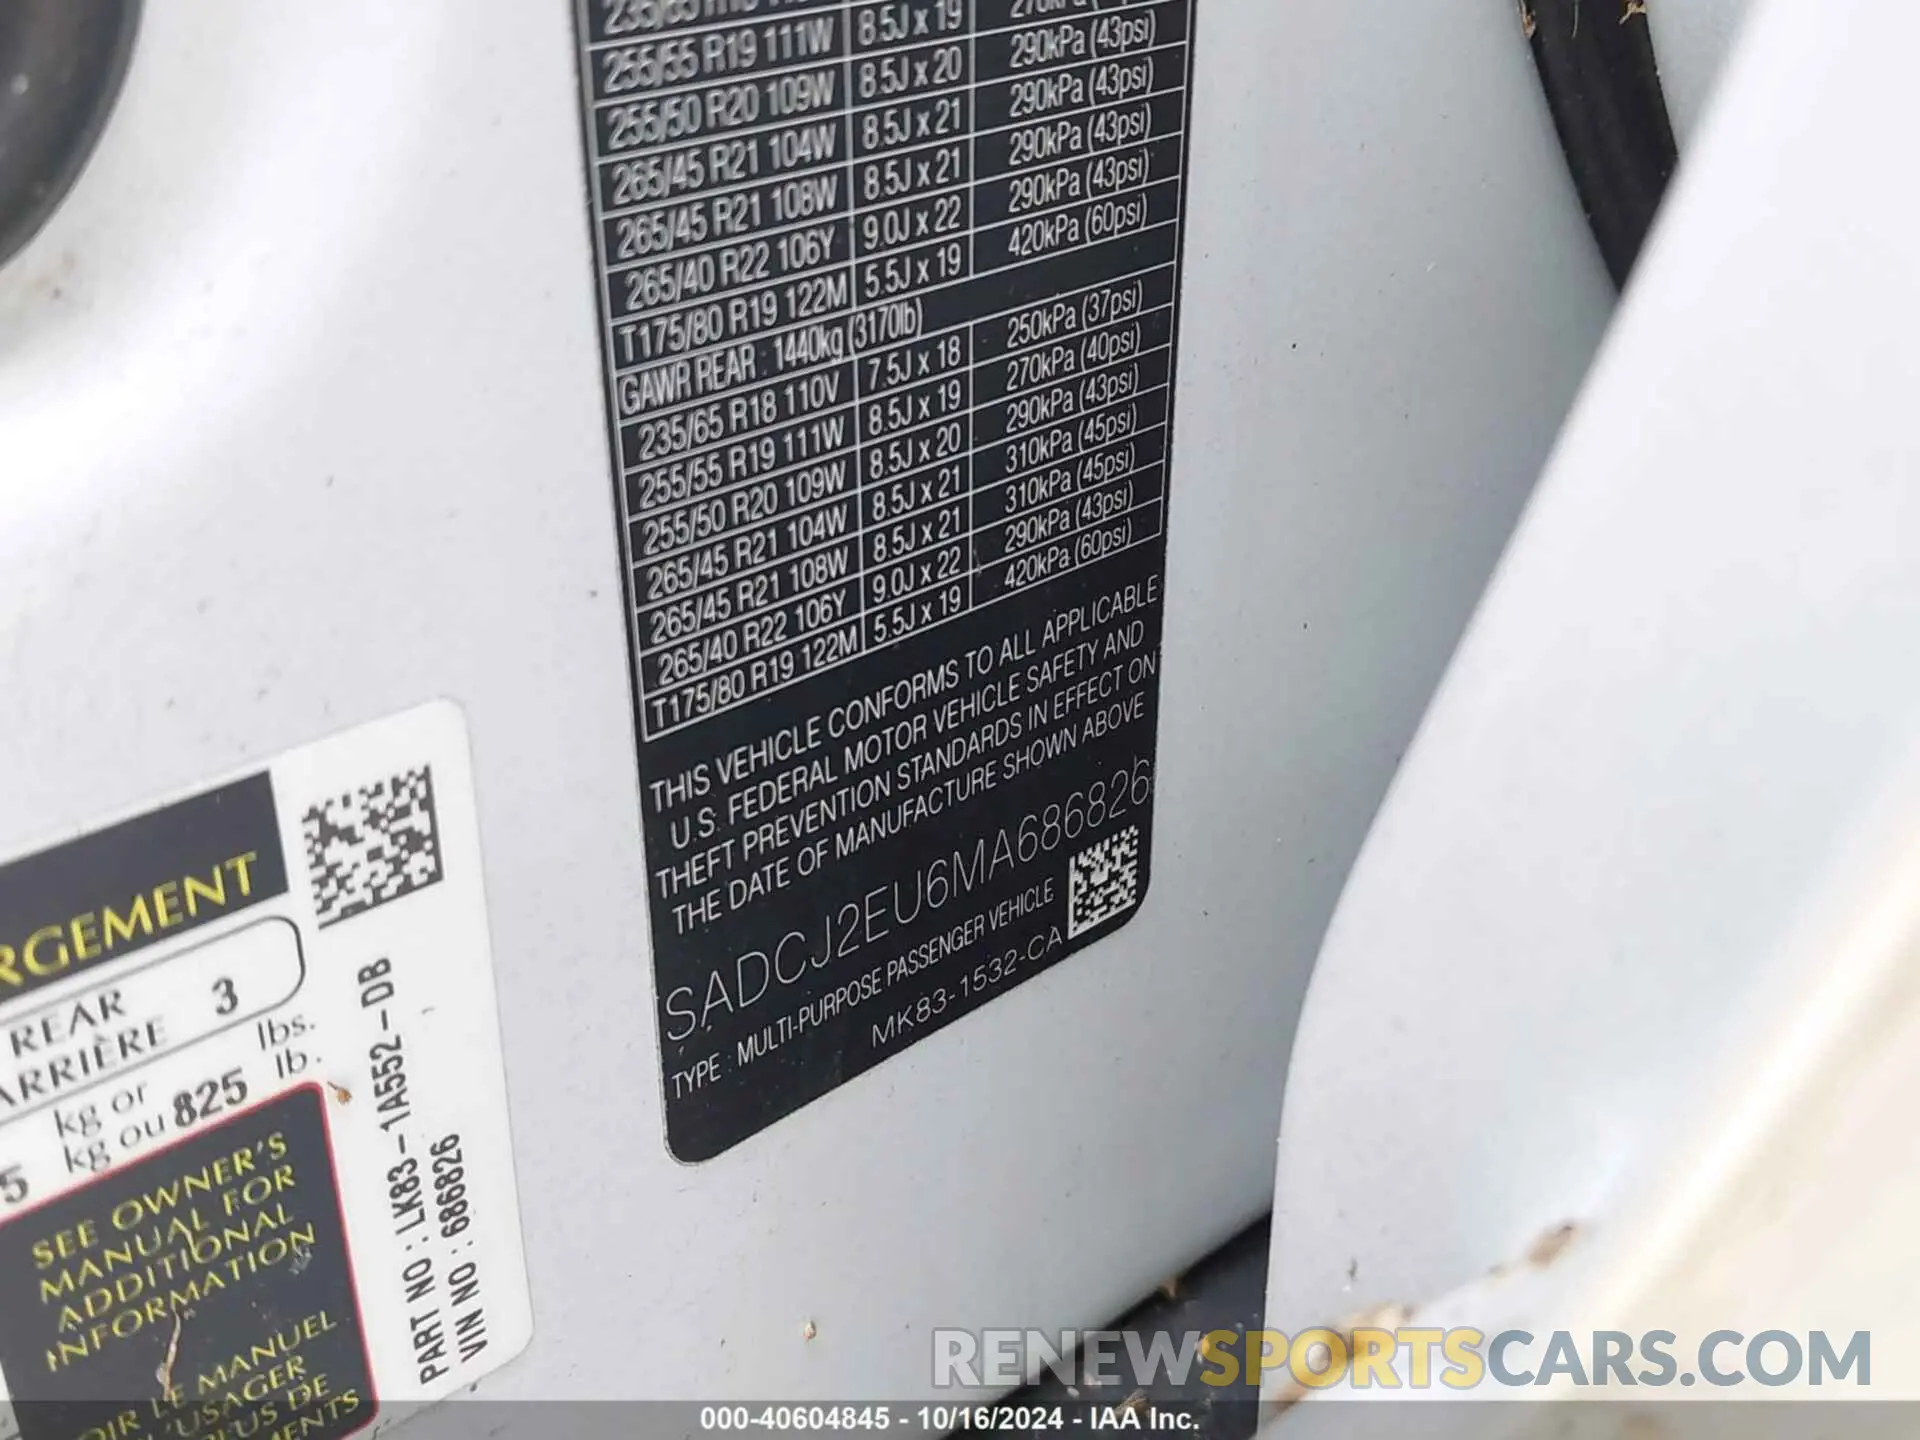 255/55 R19 111W 8.5J x 19
255/50 R20 109W 8.5J x 20 290kPa (43psi)
265/45 R21 104W 8.5J x 21 290kPa (43psi)
265/45 R21 108W 8.5J x 21 290kPa (43psi)
265/40 R22 106Y 9.0J x 22 290kPa (43psi)
T175/80 R19 122M 5.5J x 19 420kPa (60psi)
GAWR REAR : 1440kg (3170lb)
235/65 R18 110V 7.5J x 18 250kPa (37psi)
255/55 R19 111W 8.5J x 19 270kPa (40psi)
255/50 R20 109W 8.5J x 20 290kPa (43psi)
265/45 R21 104W 8.5J x 21 310kPa (45psi)
265/45 R21 108W 8.5J x 21 310kPa (45psi)
265/40 R22 106Y 9.0J x 22 290kPa (43psi)
T175/80 R19 122M 5.5J x 19 420kPa (60psi)
THIS VEHICLE CONFORMS TO ALL APPLICABLE
U.S. FEDERAL MOTOR VEHICLE SAFETY AND
THEFT PREVENTION STANDARDS IN EFFECT ON
THE DATE OF MANUFACTURE SHOWN ABOVE
SADCJ2EU6MA686826
TYPE : MULTI-PURPOSE PASSENGER VEHICLE
MK83-1532-CA
RGEMENT
REAR 3
ARRIÈRE
kg or lbs.
5 kg ou 825 lb.
SEE OWNER'S
MANUAL FOR
ADDITIONAL
INFORMATION
OIR LE MANUEL
L'USAGER
PLUS DE
MENTS
PART NO : LK83-1A552-DB
VIN NO : 686826
RENEWSPORTSCARS.COM
000-40604845 - 10/16/2024 - IAA Inc.